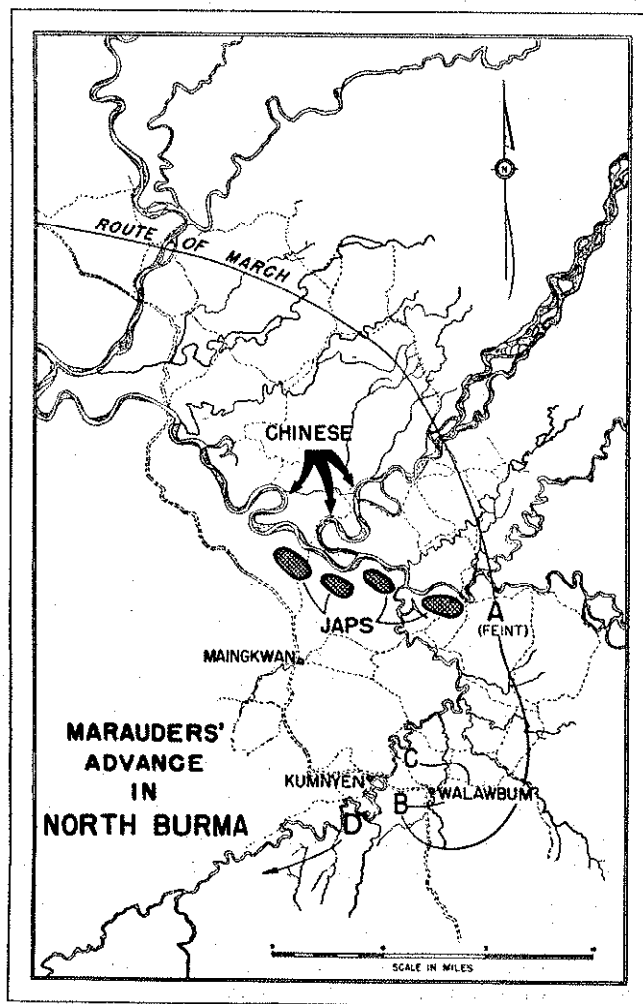 N
ROUTE OF MARCH
CHINESE
JAPS
A
(FEINT)
MAINGKWAN
MARAUDERS'
ADVANCE
IN
NORTH BURMA
C
KUMNYEN
WALAWBUM
B
D
SCALE IN MILES